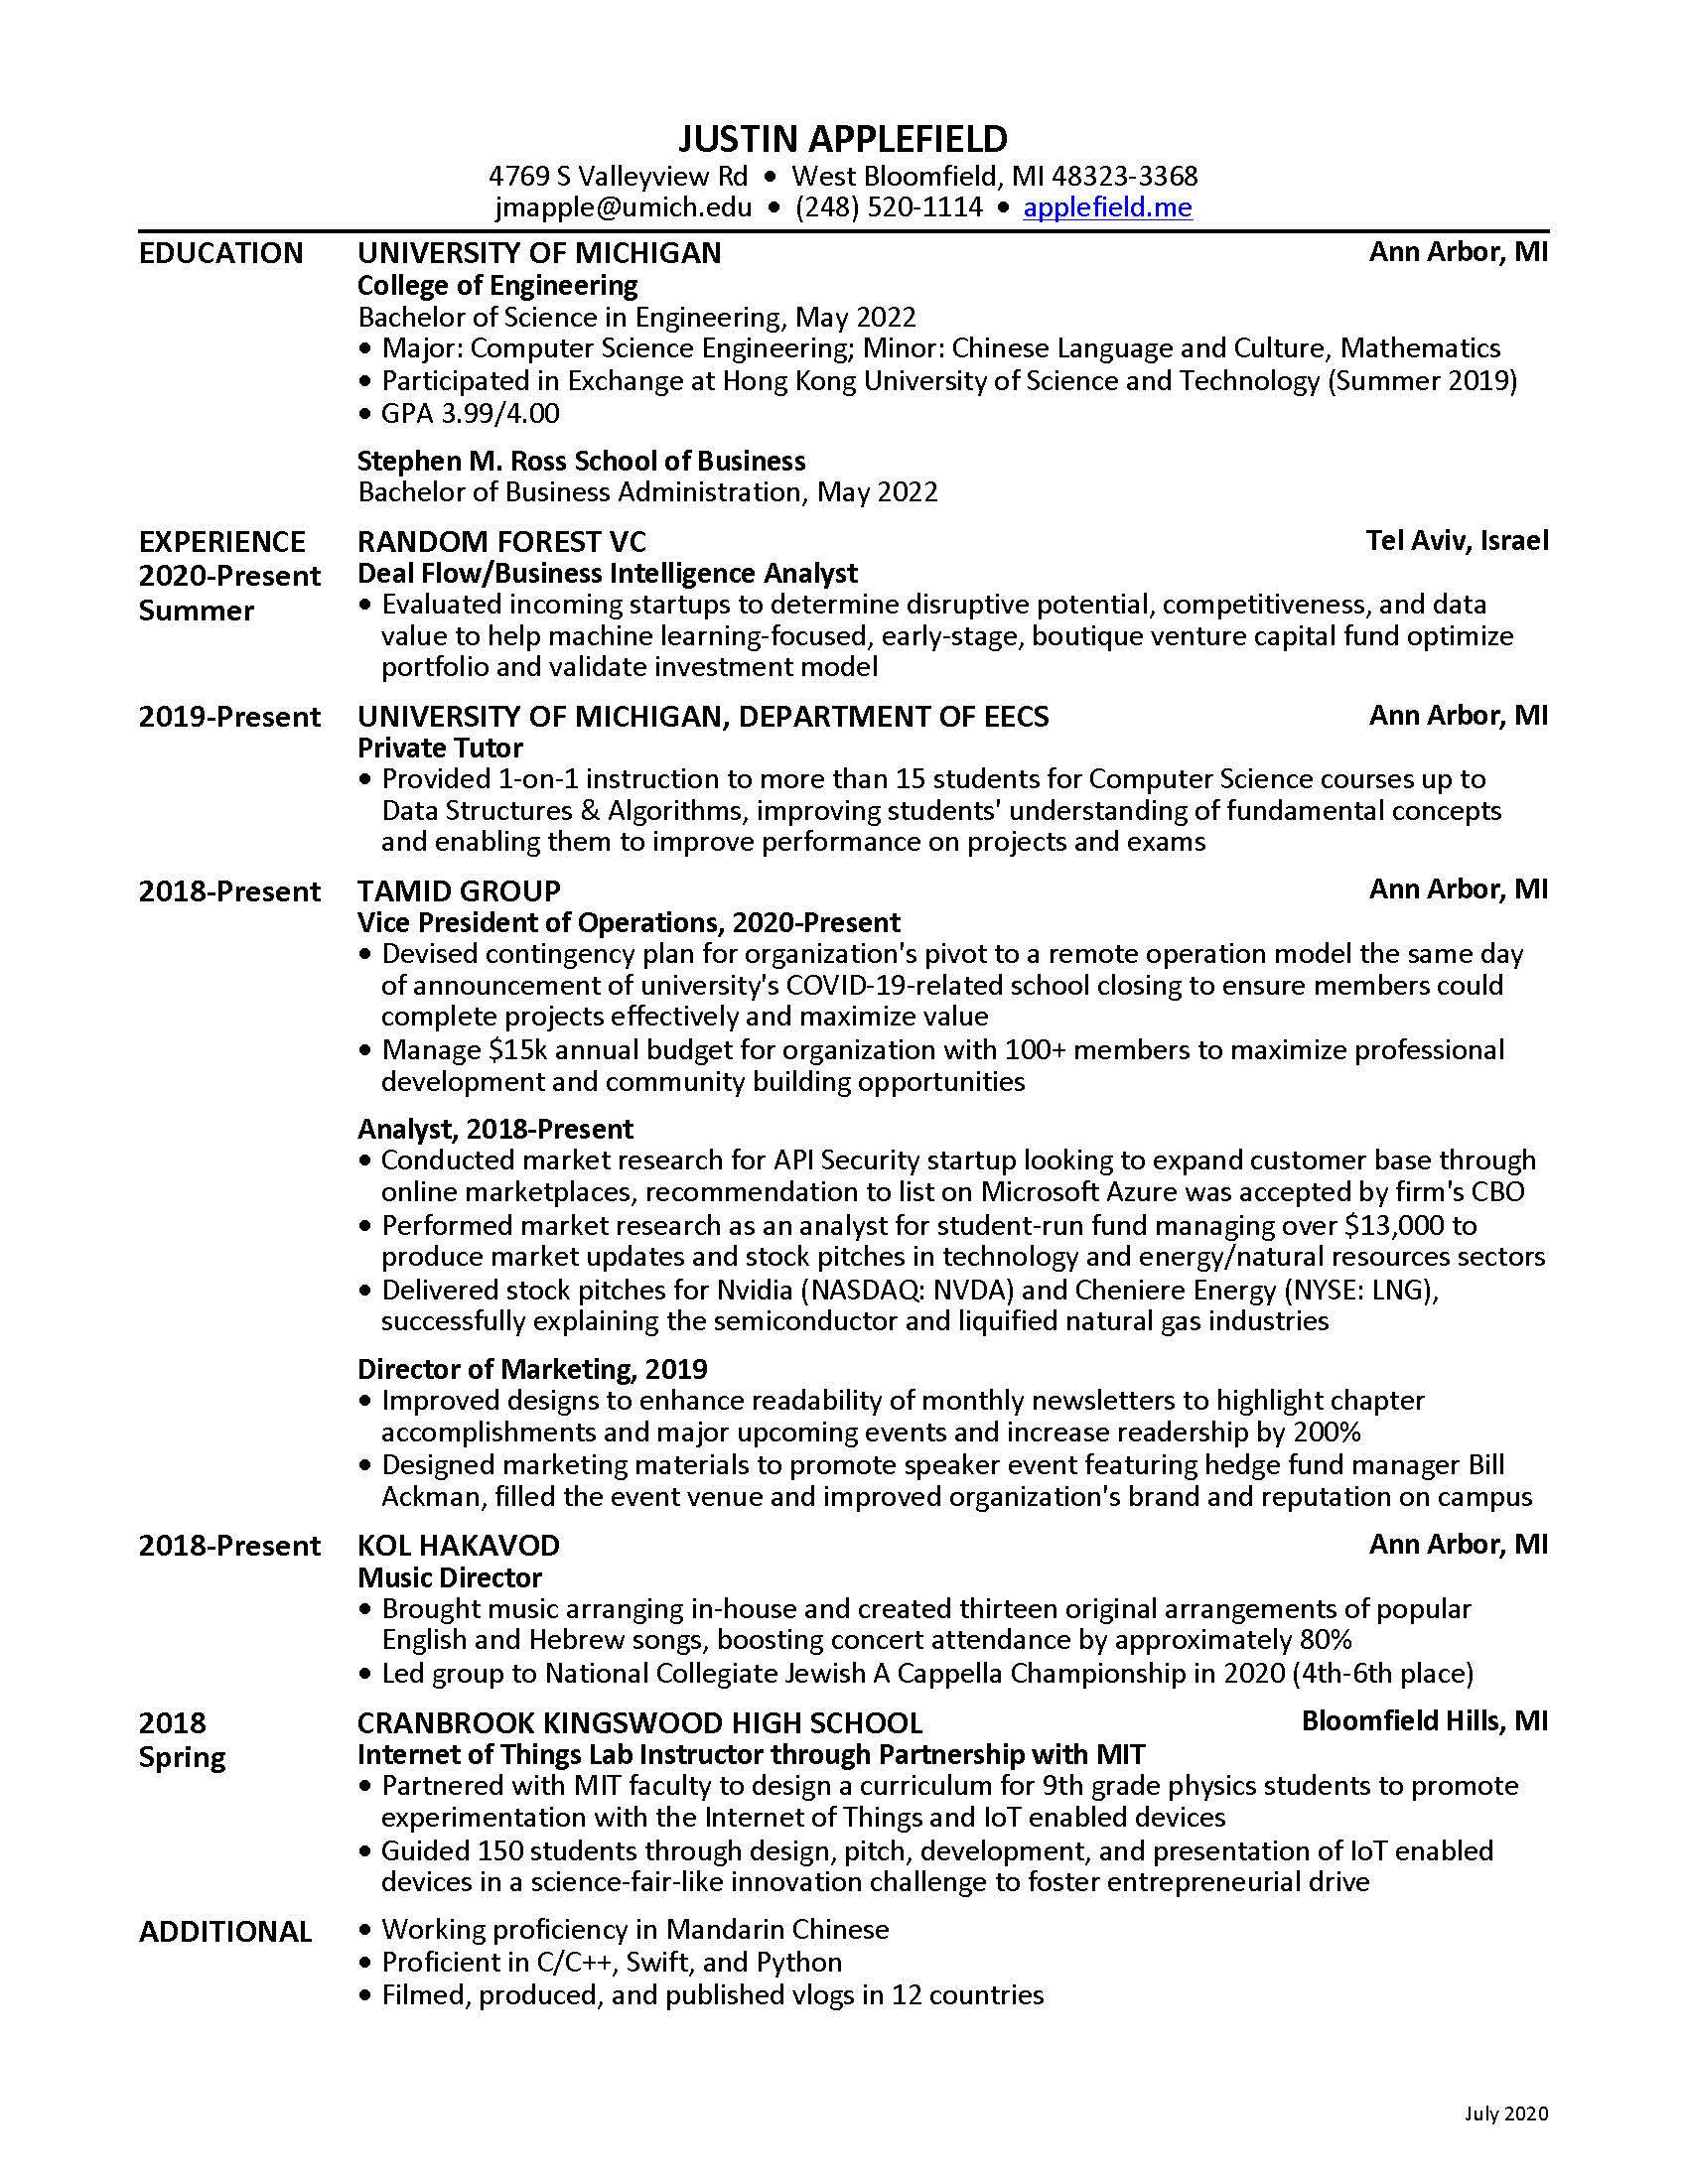 JUSTIN APPLEFIELD
4769 S Valleyview Rd • West Bloomfield, MI 48323-3368
jmapple@umich.edu • (248) 520-1114 • applefield.me
EDUCATION UNIVERSITY OF MICHIGAN Ann Arbor, MI
College of Engineering
Bachelor of Science in Engineering, May 2022
• Major: Computer Science Engineering; Minor: Chinese Language and Culture, Mathematics
• Participated in Exchange at Hong Kong University of Science and Technology (Summer 2019)
• GPA 3.99/4.00
Stephen M. Ross School of Business
Bachelor of Business Administration, May 2022
EXPERIENCE RANDOM FOREST VC Tel Aviv, Israel
2020-Present Deal Flow/Business Intelligence Analyst
Summer • Evaluated incoming startups to determine disruptive potential, competitiveness, and data
value to help machine learning-focused, early-stage, boutique venture capital fund optimize
portfolio and validate investment model
2019-Present UNIVERSITY OF MICHIGAN, DEPARTMENT OF EECS Ann Arbor, MI
Private Tutor
• Provided 1-on-1 instruction to more than 15 students for Computer Science courses up to
Data Structures & Algorithms, improving students' understanding of fundamental concepts
and enabling them to improve performance on projects and exams
2018-Present TAMID GROUP Ann Arbor, MI
Vice President of Operations, 2020-Present
• Devised contingency plan for organization's pivot to a remote operation model the same day
of announcement of university's COVID-19-related school closing to ensure members could
complete projects effectively and maximize value
• Manage $15k annual budget for organization with 100+ members to maximize professional
development and community building opportunities
Analyst, 2018-Present
• Conducted market research for API Security startup looking to expand customer base through
online marketplaces, recommendation to list on Microsoft Azure was accepted by firm's CBO
• Performed market research as an analyst for student-run fund managing over $13,000 to
produce market updates and stock pitches in technology and energy/natural resources sectors
• Delivered stock pitches for Nvidia (NASDAQ: NVDA) and Cheniere Energy (NYSE: LNG),
successfully explaining the semiconductor and liquified natural gas industries
Director of Marketing, 2019
• Improved designs to enhance readability of monthly newsletters to highlight chapter
accomplishments and major upcoming events and increase readership by 200%
• Designed marketing materials to promote speaker event featuring hedge fund manager Bill
Ackman, filled the event venue and improved organization's brand and reputation on campus
2018-Present KOL HAKAVOD Ann Arbor, MI
Music Director
• Brought music arranging in-house and created thirteen original arrangements of popular
English and Hebrew songs, boosting concert attendance by approximately 80%
• Led group to National Collegiate Jewish A Cappella Championship in 2020 (4th-6th place)
2018 CRANBROOK KINGSWOOD HIGH SCHOOL Bloomfield Hills, MI
Spring Internet of Things Lab Instructor through Partnership with MIT
• Partnered with MIT faculty to design a curriculum for 9th grade physics students to promote
experimentation with the Internet of Things and IoT enabled devices
• Guided 150 students through design, pitch, development, and presentation of IoT enabled
devices in a science-fair-like innovation challenge to foster entrepreneurial drive
ADDITIONAL • Working proficiency in Mandarin Chinese
• Proficient in C/C++, Swift, and Python
• Filmed, produced, and published vlogs in 12 countries
July 2020